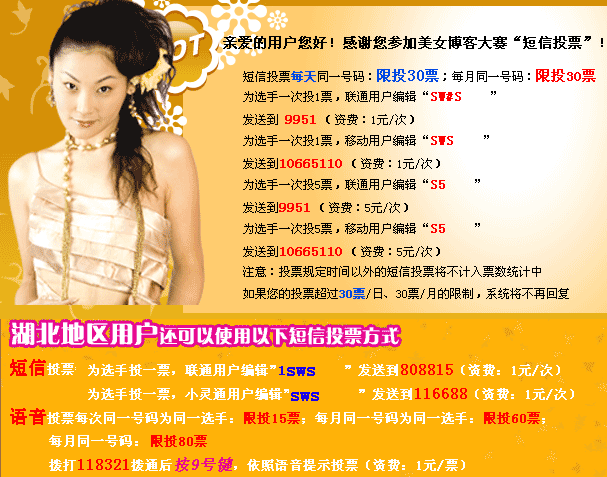 OT
亲爱的用户您好！感谢您参加美女博客大赛“短信投票”！
短信投票每天同一号码：限投30票；每月同一号码：限投30票
为选手一次投1票，联通用户编辑“SW#S ”
发送到 9951 （ 资费：1元/次）
为选手一次投1票，移动用户编辑“SWS ”
发送到10665110 （ 资费：1元/次）
为选手一次投5票，联通用户编辑“S5 ”
发送到9951 （ 资费：5元/次）
为选手一次投5票，移动用户编辑“S5 ”
发送到10665110 （ 资费：5元/次）
注意：投票规定时间以外的短信投票将不计入票数统计中
如果您的投票超过30票/日、30票/月的限制，系统将不再回复
湖北地区用户还可以使用以下短信投票方式
短信投票 为选手投一票，联通用户编辑”1SWS ”发送到808815（资费：1元/次）
为选手投一票，小灵通用户编辑”SWS ”发送到116688（资费：1元/次）
语音投票每次同一号码为同一选手：限投15票；每月同一号码为同一选手：限投60票；
每月同一号码：限投80票
拨打118321拨通后按9号键，依照语音提示投票（资费：1元/票）